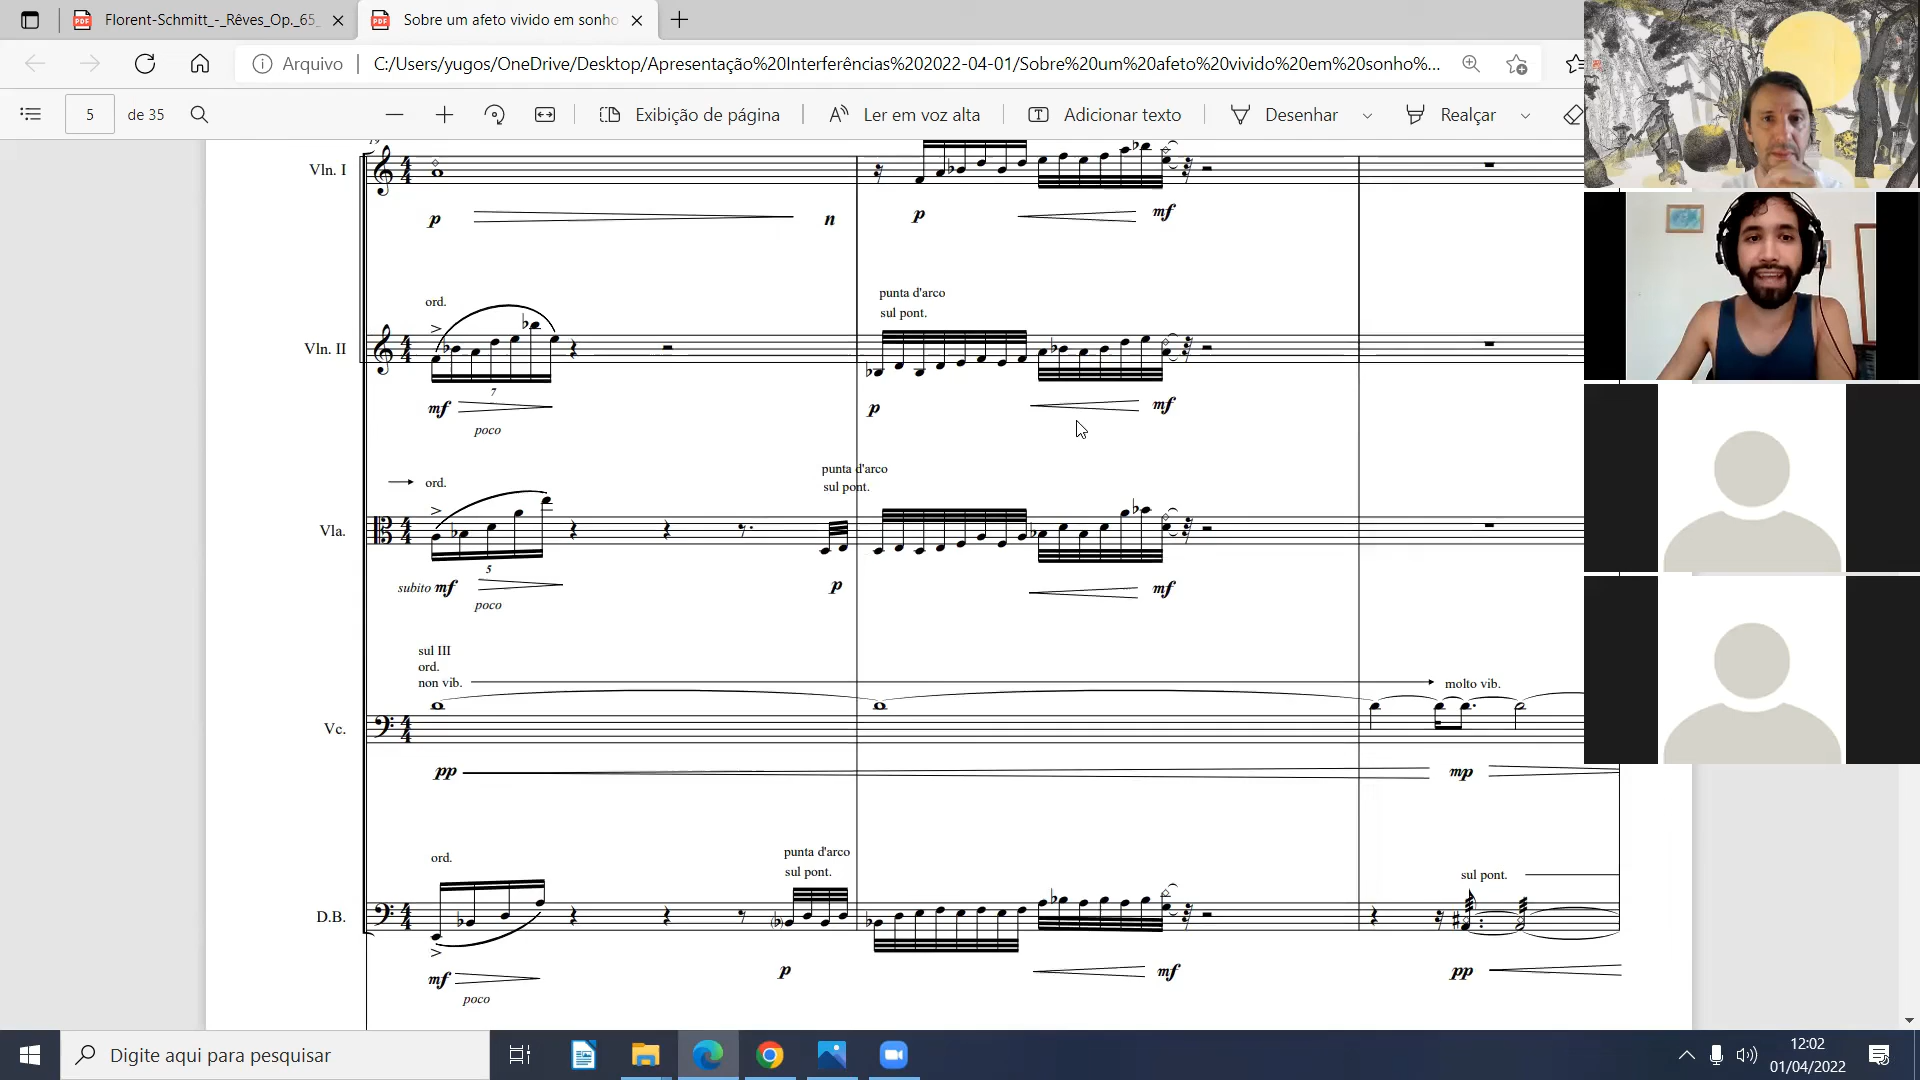 Florent-Schmitt_-_Rêves_Op._65_
Sobre um afeto vivido em sonho
Arquivo
C:/Users/yugos/OneDrive/Desktop/Apresentação%20Interferências%202022-04-01/Sobre%20um%20afeto%20vivido%20em%20sonho%...
5 de 35
Exibição de página
Ler em voz alta
Adicionar texto
Desenhar
Realçar
Vln. I
p n p mf
ord.
punta d'arco
sul pont.
Vln. II
7
mf p mf
poco
punta d'arco
ord.
sul pont.
Vla.
5
subito mf p mf
poco
sul III
ord.
non vib. molto vib.
Vc.
pp mp
punta d'arco
ord.
sul pont. sul pont.
D.B.
mf p mf pp
poco
Digite aqui para pesquisar
12:02
01/04/2022